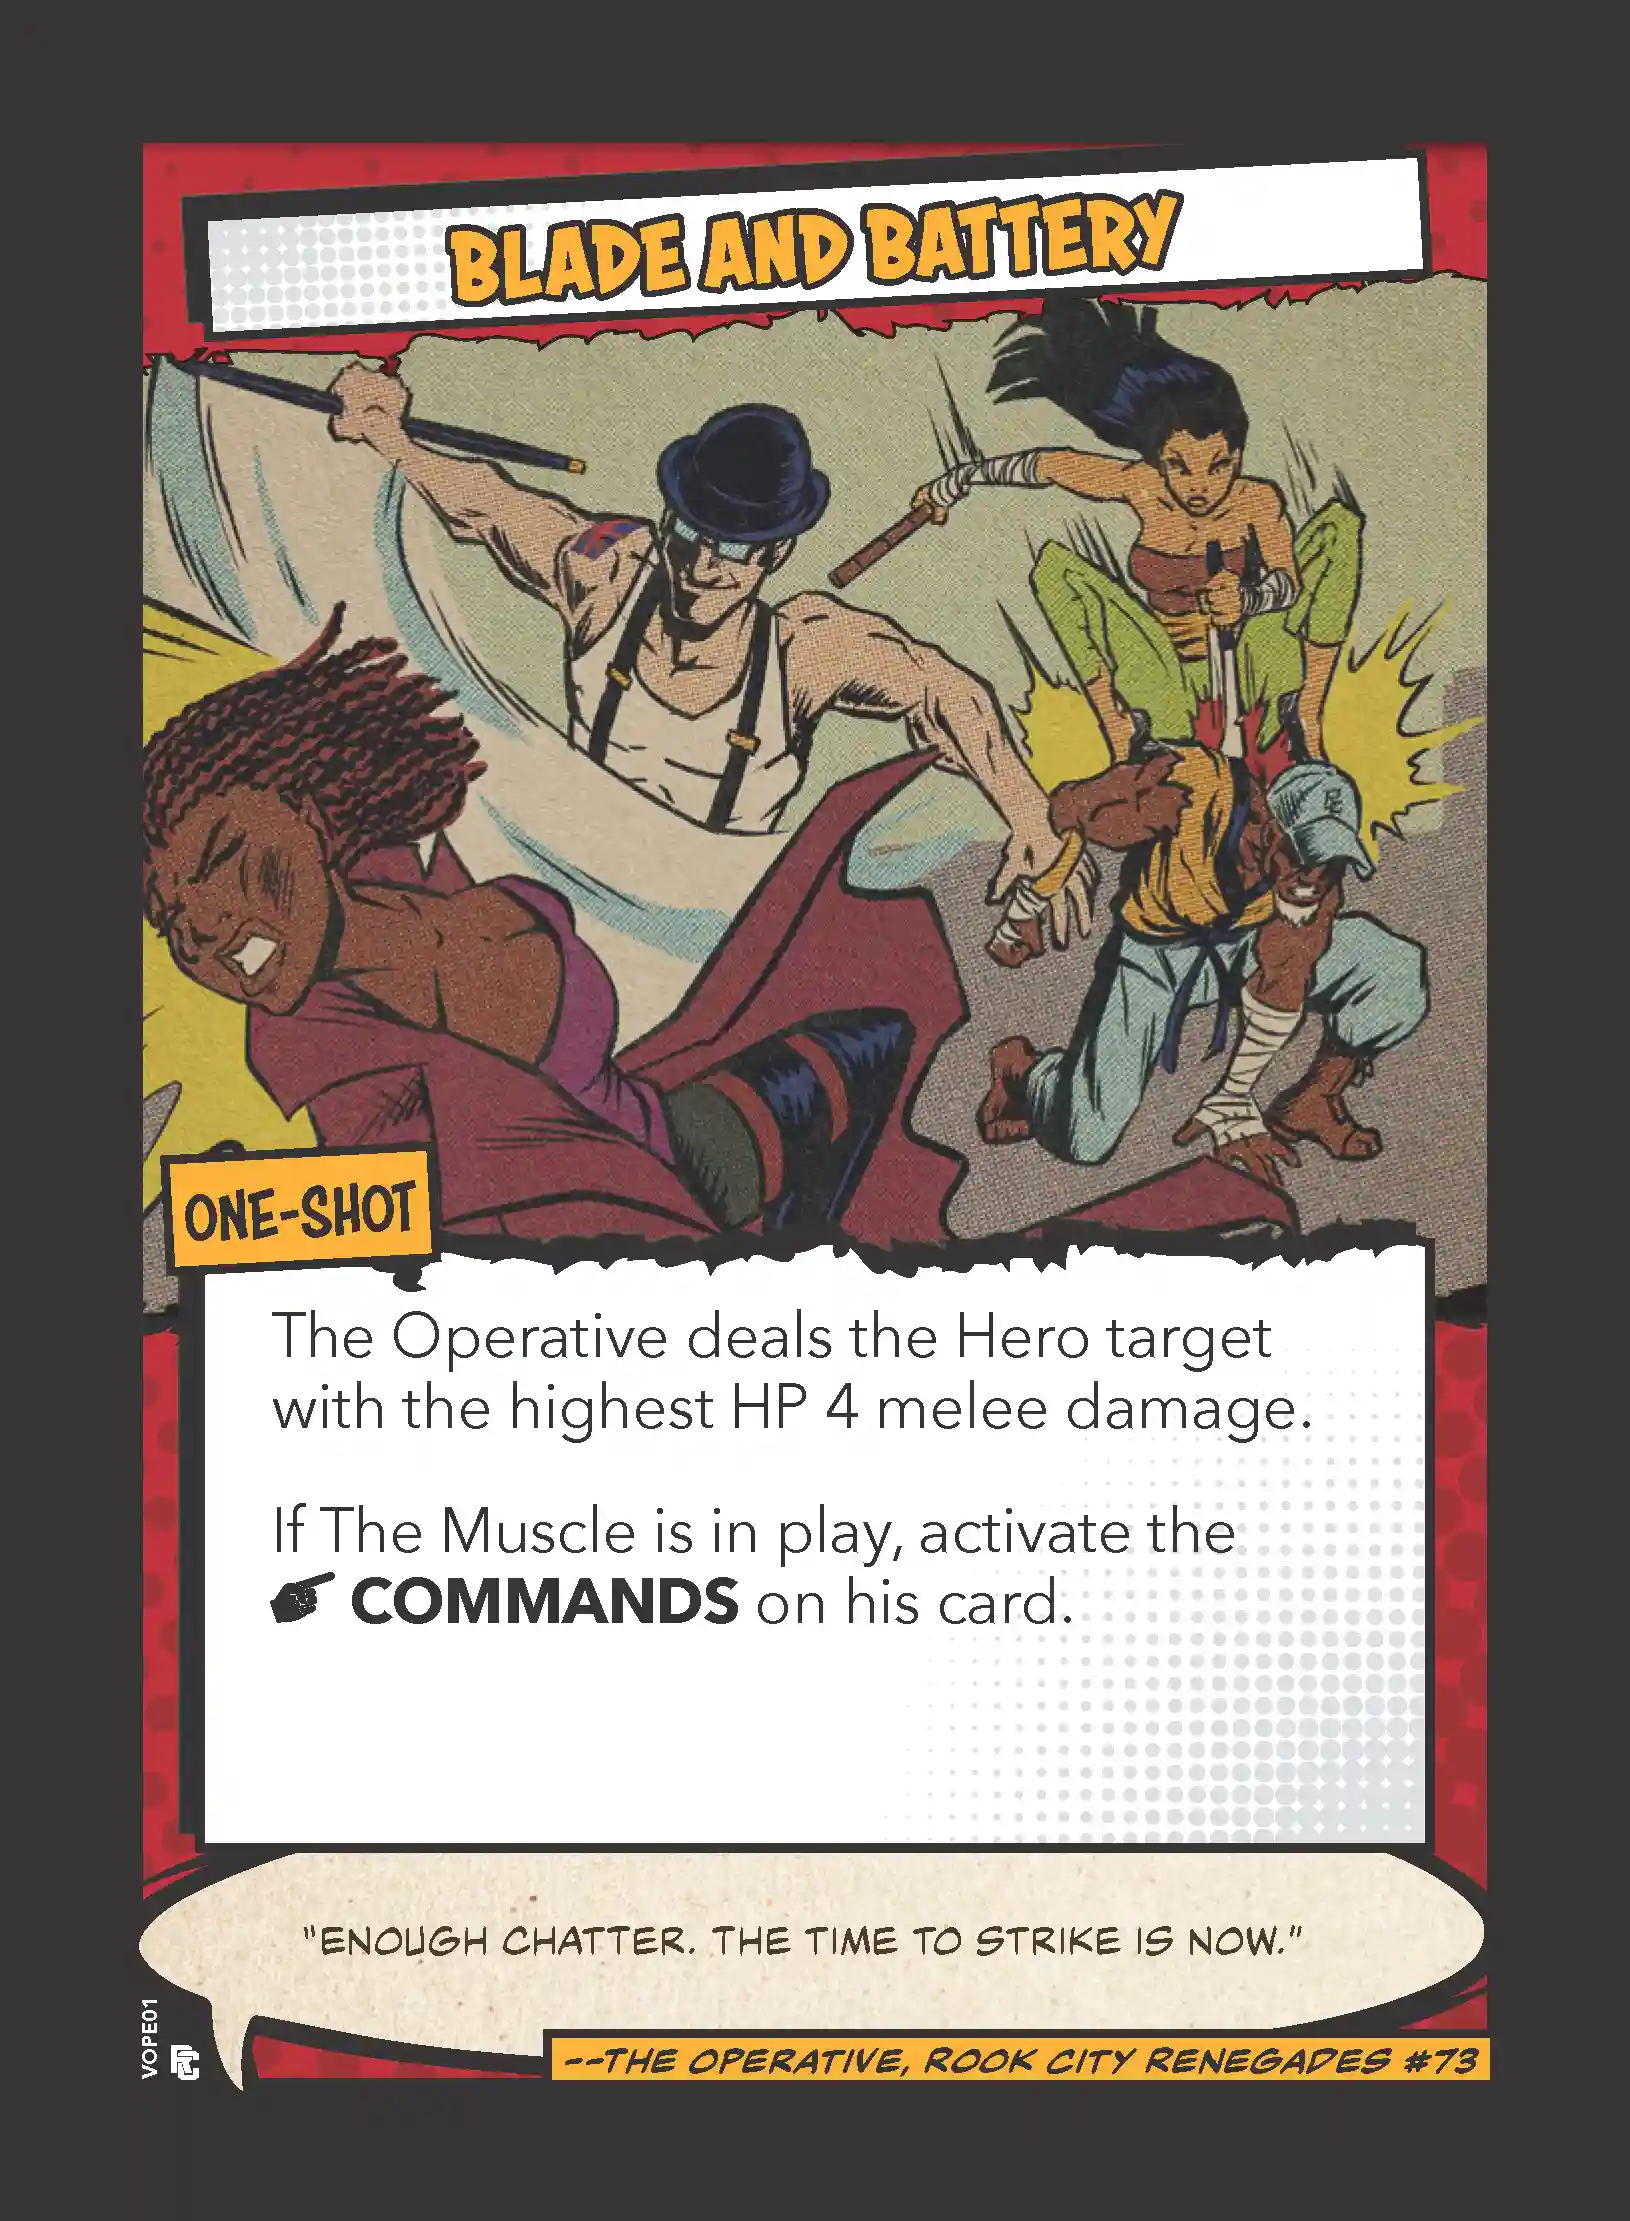 BLADE AND BATTERY
ONE-SHOT
The Operative deals the Hero target
with the highest HP 4 melee damage.
If The Muscle is in play, activate the
COMMANDS on his card.
"ENOUGH CHATTER. THE TIME TO STRIKE IS NOW."
--THE OPERATIVE, ROOK CITY RENEGADES #73
VOPE01